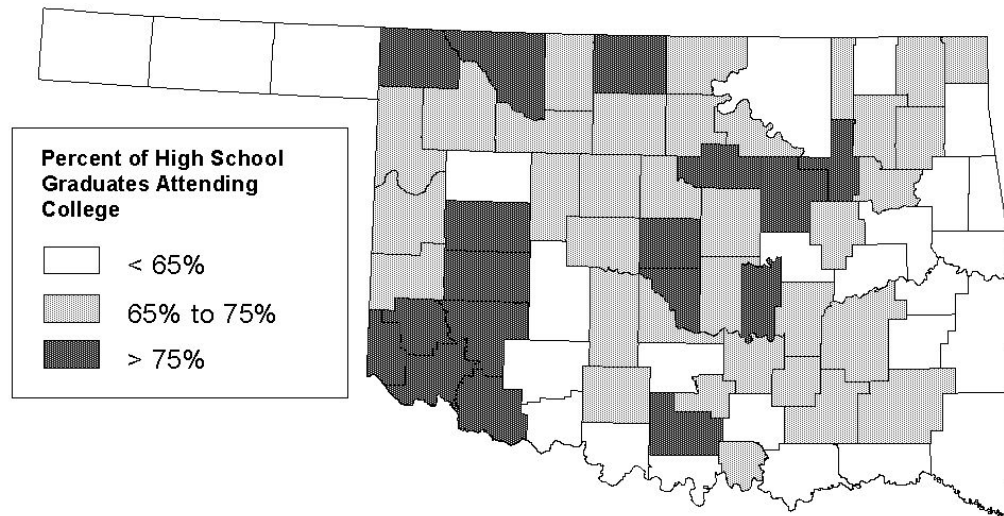 Percent of High School
Graduates Attending
College
< 65%
65% to 75%
> 75%